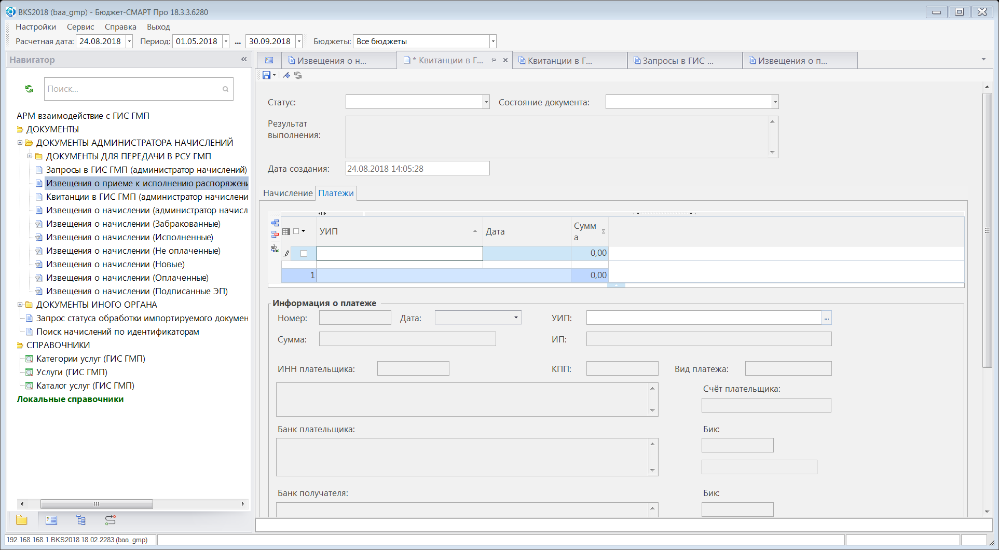 BKS2018 (baa_gmp) - Бюджет-СМАРТ Про 18.3.3.6280
Настройки Сервис Справка Выход
Расчетная дата: 24.08.2018 Период: 01.05.2018 ... 30.09.2018 Бюджеты: Все бюджеты
Навигатор
Поиск...
АРМ взаимодействие с ГИС ГМП
ДОКУМЕНТЫ
ДОКУМЕНТЫ АДМИНИСТРАТОРА НАЧИСЛЕНИЙ
ДОКУМЕНТЫ ДЛЯ ПЕРЕДАЧИ В РСУ ГМП
Запросы в ГИС ГМП (администратор начислений)
Извещения о приеме к исполнению распоряжени
Квитанции в ГИС ГМП (администратор начислени
Извещения о начислении (администратор начисл
Извещения о начислении (Забракованные)
Извещения о начислении (Исполненные)
Извещения о начислении (Не оплаченные)
Извещения о начислении (Новые)
Извещения о начислении (Оплаченные)
Извещения о начислении (Подписанные ЭП)
ДОКУМЕНТЫ ИНОГО ОРГАНА
Запрос статуса обработки импортируемого докумен
Поиск начислений по идентификаторам
СПРАВОЧНИКИ
Категории услуг (ГИС ГМП)
Услуги (ГИС ГМП)
Каталог услуг (ГИС ГМП)
Локальные справочники
Извещения о н... * Квитанции в Г... Квитанции в Г... Запросы в ГИС ... Извещения о п...
Статус: Состояние документа:
Результат
выполнения:
Дата создания: 24.08.2018 14:05:28
Начисление Платежи
УИП Дата Сумм
а Σ
ab
ac
0,00
1 0,00
Информация о платеже
Номер: Дата: УИП: ...
Сумма: ИП:
ИНН плательщика: КПП: Вид платежа:
Счёт плательщика:
Банк плательщика: Бик:
Банк получателя: Бик:
192.168.168.1.BKS2018 18.02.2283 (baa_gmp)